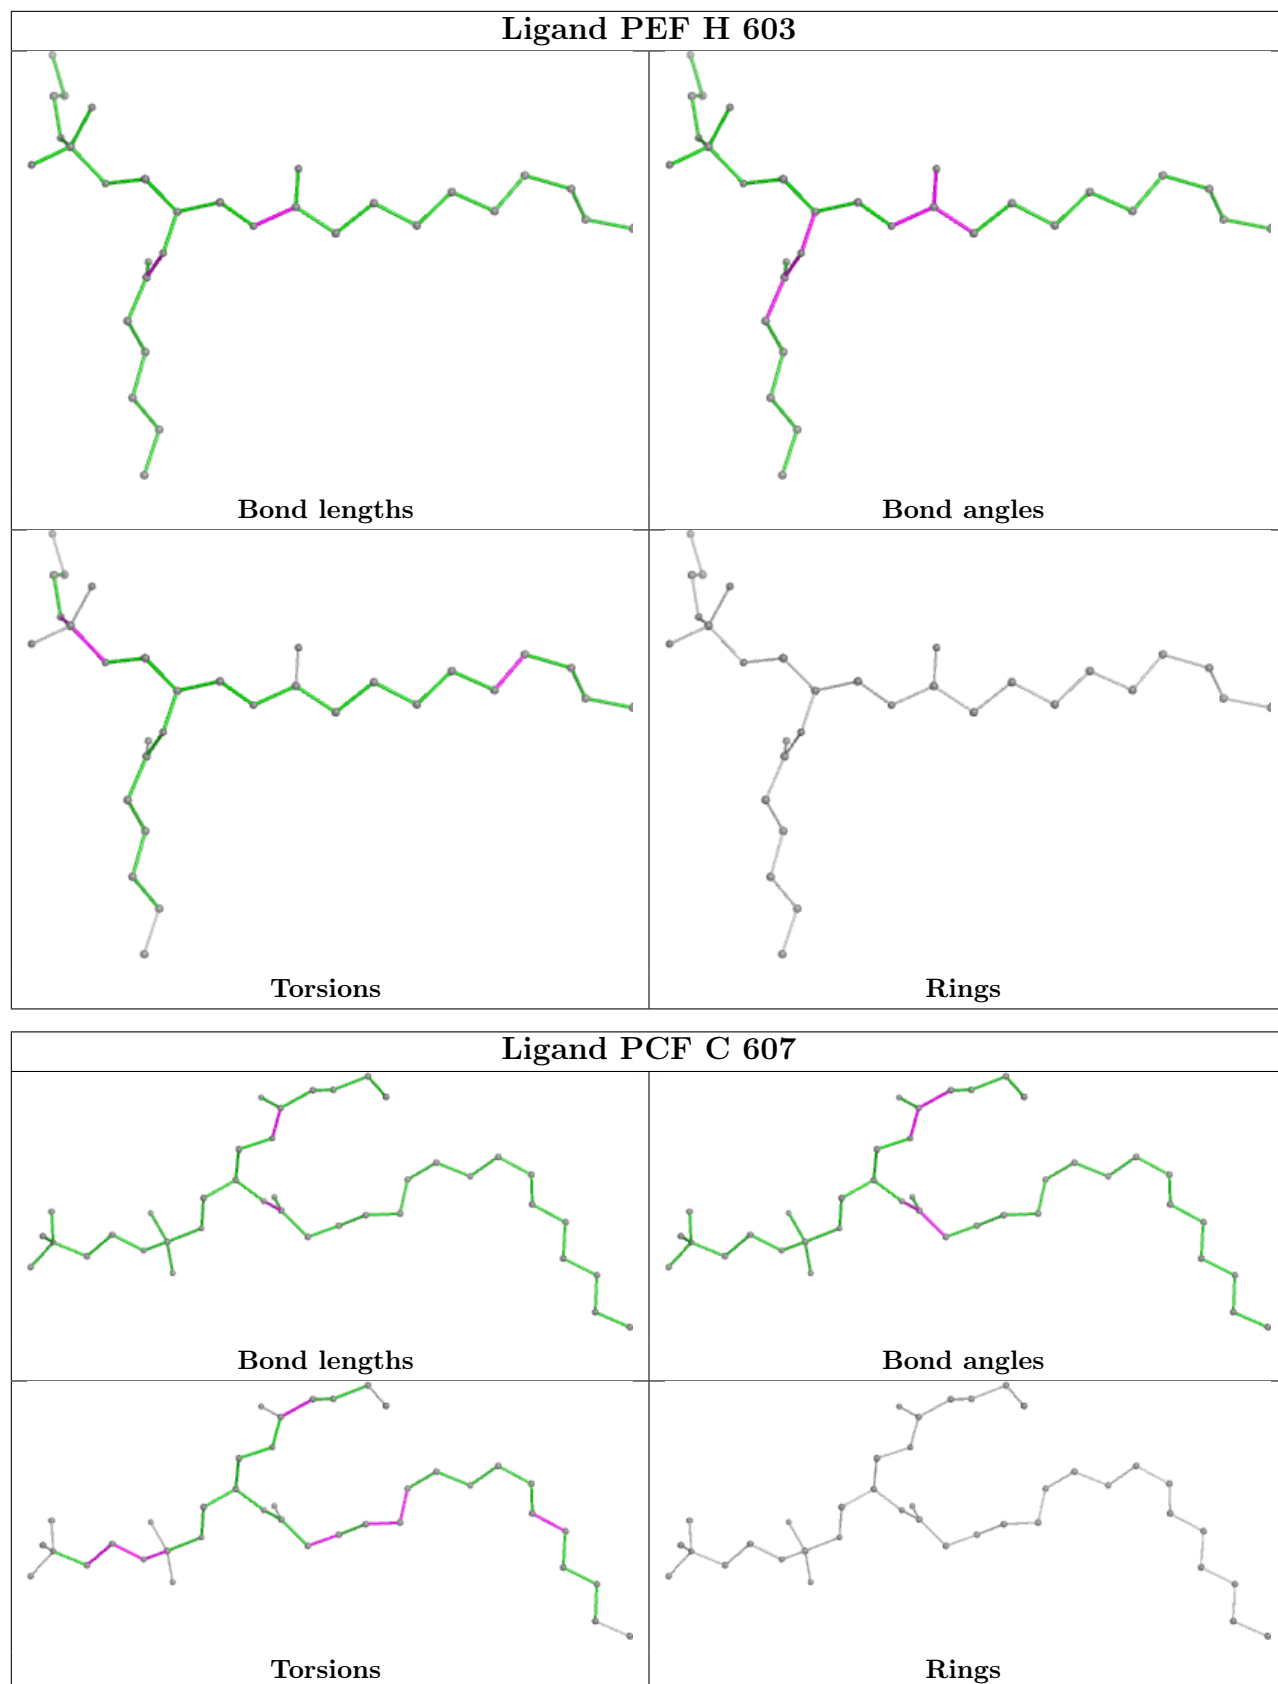 Ligand PEF H 603
Bond lengths
Bond angles
Torsions
Rings
Ligand PCF C 607
Bond lengths
Bond angles
Torsions
Rings